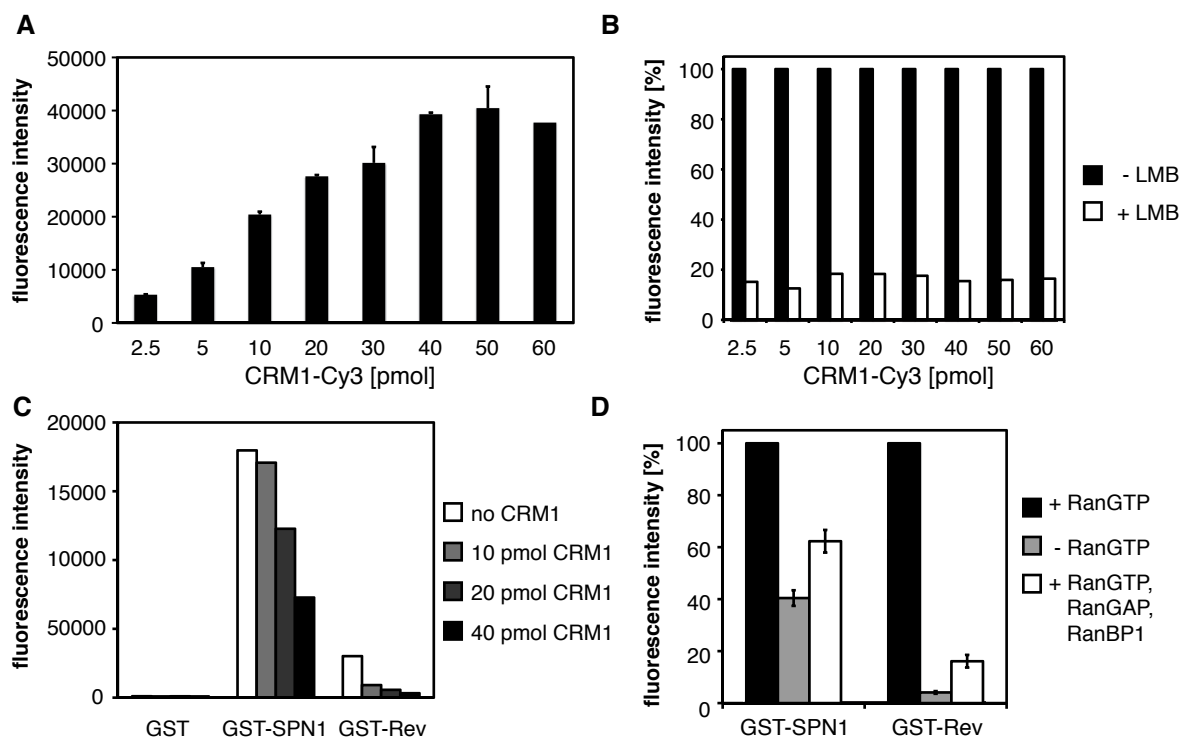 A
fluorescence intensity
50000
40000
30000
20000
10000
0
2.5 5 10 20 30 40 50 60
CRM1-Cy3 [pmol]
B
fluorescence intensity [%]
100
80
60
40
20
0
2.5 5 10 20 30 40 50 60
CRM1-Cy3 [pmol]
- LMB
+ LMB
C
fluorescence intensity
20000
15000
100000
50000
0
GST GST-SPN1 GST-Rev
no CRM1
10 pmol CRM1
20 pmol CRM1
40 pmol CRM1
D
fluorescence intensity [%]
100
80
60
40
20
0
GST-SPN1 GST-Rev
+ RanGTP
- RanGTP
+ RanGTP,
RanGAP,
RanBP1